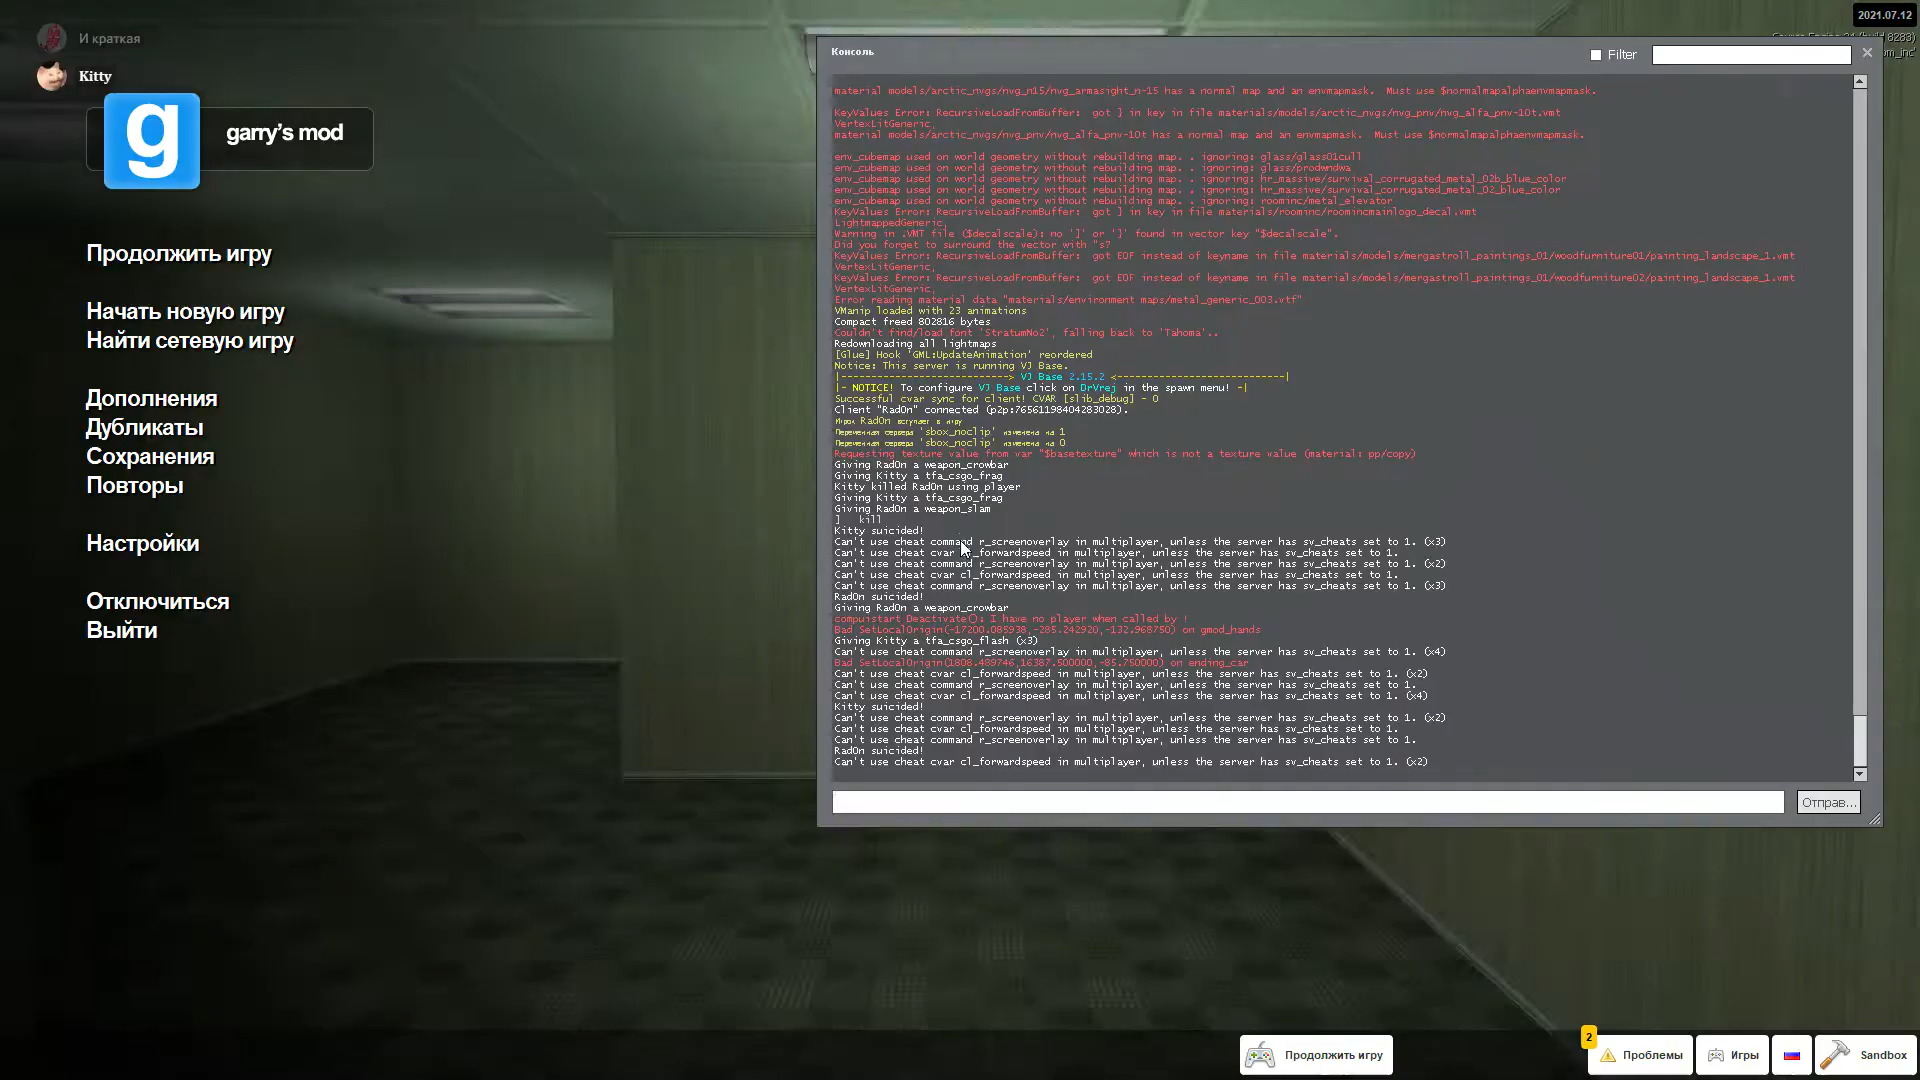 И краткая
Kitty
garry's mod
Продолжить игру
Начать новую игру
Найти сетевую игру
Дополнения
Дубликаты
Сохранения
Повторы
Настройки
Отключиться
Выйти
2021.07.12
Консоль
Filter
material models/arctic_nvgs/nvg_n15/nvg_armasight_n-15 has a normal map and an envmapmask.  Must use $normalmapalphaenvmapmask.
KeyValues Error: RecursiveLoadFromBuffer:  got } in key in file materials/models/arctic_nvgs/nvg_pnv/nvg_alfa_pnv-10t.vmt
VertexLitGeneric,
material models/arctic_nvgs/nvg_pnv/nvg_alfa_pnv-10t has a normal map and an envmapmask.  Must use $normalmapalphaenvmapmask.
env_cubemap used on world geometry without rebuilding map. . ignoring: glass/glass01cull
env_cubemap used on world geometry without rebuilding map. . ignoring: glass/prodwndwa
env_cubemap used on world geometry without rebuilding map. . ignoring: hr_massive/survival_corrugated_metal_02b_blue_color
env_cubemap used on world geometry without rebuilding map. . ignoring: hr_massive/survival_corrugated_metal_02_blue_color
env_cubemap used on world geometry without rebuilding map. . ignoring: roominc/metal_elevator
KeyValues Error: RecursiveLoadFromBuffer:  got } in key in file materials/roominc/roomincmainlogo_decal.vmt
LightmappedGeneric,
Warning in .VMT file ($decalscale): no ']' or '}' found in vector key "$decalscale".
Did you forget to surround the vector with "s?
KeyValues Error: RecursiveLoadFromBuffer:  got EOF instead of keyname in file materials/models/mergastroll_paintings_01/woodfurniture01/painting_landscape_1.vmt
VertexLitGeneric,
KeyValues Error: RecursiveLoadFromBuffer:  got EOF instead of keyname in file materials/models/mergastroll_paintings_01/woodfurniture02/painting_landscape_1.vmt
VertexLitGeneric,
Error reading material data "materials/environment maps/metal_generic_003.vtf"
VManip loaded with 23 animations
Compact freed 802816 bytes
Couldn't find/load font 'StratumNo2', falling back to 'Tahoma'..
Redownloading all lightmaps
[Glue] Hook 'GML:UpdateAnimation' reordered
Notice: This server is running VJ Base.
|----------------------------> VJ Base 2.15.2 <----------------------------|
|- NOTICE! To configure VJ Base click on DrVrej in the spawn menu! -|
Successful cvar sync for client! CVAR [slib_debug] - 0
Client "RadOn" connected (p2p:76561198404283028).
Игрок RadOn вступает в игру
Переменная сервера 'sbox_noclip' изменена на 1
Переменная сервера 'sbox_noclip' изменена на 0
Requesting texture value from var "$basetexture" which is not a texture value (material: pp/copy)
Giving RadOn a weapon_crowbar
Giving Kitty a tfa_csgo_frag
Kitty killed RadOn using player
Giving Kitty a tfa_csgo_frag
Giving RadOn a weapon_slam
]   kill
Kitty suicided!
Can't use cheat command r_screenoverlay in multiplayer, unless the server has sv_cheats set to 1. (x3)
Can't use cheat cvar cl_forwardspeed in multiplayer, unless the server has sv_cheats set to 1.
Can't use cheat command r_screenoverlay in multiplayer, unless the server has sv_cheats set to 1. (x2)
Can't use cheat cvar cl_forwardspeed in multiplayer, unless the server has sv_cheats set to 1.
Can't use cheat command r_screenoverlay in multiplayer, unless the server has sv_cheats set to 1. (x3)
RadOn suicided!
Giving RadOn a weapon_crowbar
compuistart Deactivate(): I have no player when called by !
Bad SetLocalOrigin(-17200.085938,-285.242920,-132.968750) on gmod_hands
Giving Kitty a tfa_csgo_flash (x3)
Can't use cheat command r_screenoverlay in multiplayer, unless the server has sv_cheats set to 1. (x4)
Bad SetLocalOrigin(1808.489746,16387.500000,-85.750000) on ending_car
Can't use cheat cvar cl_forwardspeed in multiplayer, unless the server has sv_cheats set to 1. (x2)
Can't use cheat command r_screenoverlay in multiplayer, unless the server has sv_cheats set to 1.
Can't use cheat cvar cl_forwardspeed in multiplayer, unless the server has sv_cheats set to 1. (x4)
Kitty suicided!
Can't use cheat command r_screenoverlay in multiplayer, unless the server has sv_cheats set to 1. (x2)
Can't use cheat cvar cl_forwardspeed in multiplayer, unless the server has sv_cheats set to 1.
Can't use cheat command r_screenoverlay in multiplayer, unless the server has sv_cheats set to 1.
RadOn suicided!
Can't use cheat cvar cl_forwardspeed in multiplayer, unless the server has sv_cheats set to 1. (x2)
Отправ...
Продолжить игру
2
Проблемы
Игры
Sandbox